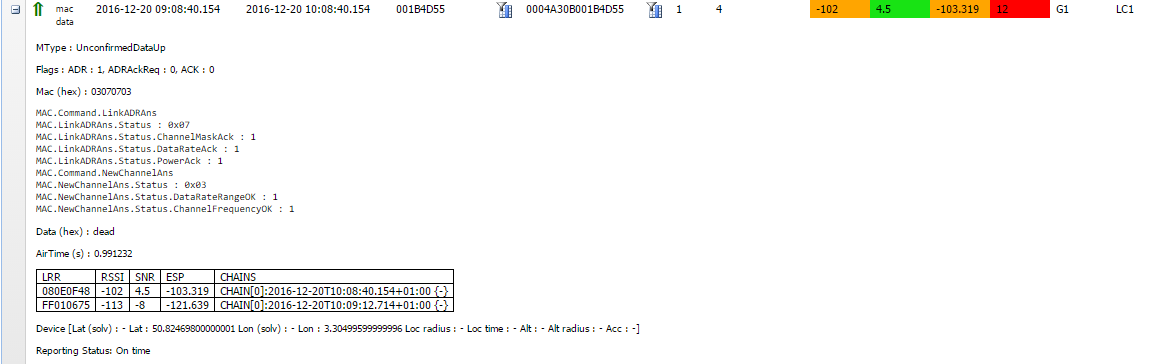 mac data 2016-12-20 09:08:40.154 2016-12-20 10:08:40.154 001B4D55 0004A30B001B4D55 1 4 -102 4.5 -103.319 12 G1 LC1
MType : UnconfirmedDataUp
Flags : ADR : 1, ADRAckReq : 0, ACK : 0
Mac (hex) : 03070703
MAC.Command.LinkADRAns
MAC.LinkADRAns.Status : 0x07
MAC.LinkADRAns.Status.ChannelMaskAck : 1
MAC.LinkADRAns.Status.DataRateAck : 1
MAC.LinkADRAns.Status.PowerAck : 1
MAC.Command.NewChannelAns
MAC.NewChannelAns.Status : 0x03
MAC.NewChannelAns.Status.DataRateRangeOK : 1
MAC.NewChannelAns.Status.ChannelFrequencyOK : 1
Data (hex) : dead
AirTime (s) : 0.991232
LRR RSSI SNR ESP CHAINS
080E0F48 -102 4.5 -103.319 CHAIN[0]:2016-12-20T10:08:40.154+01:00 {-}
FF010675 -113 -8 -121.639 CHAIN[0]:2016-12-20T10:09:12.714+01:00 {-}
Device [Lat (solv) : - Lat : 50.82469800000001 Lon (solv) : - Lon : 3.30499599999996 Loc radius : - Loc time : - Alt : - Alt radius : - Acc : -]
Reporting Status: On time